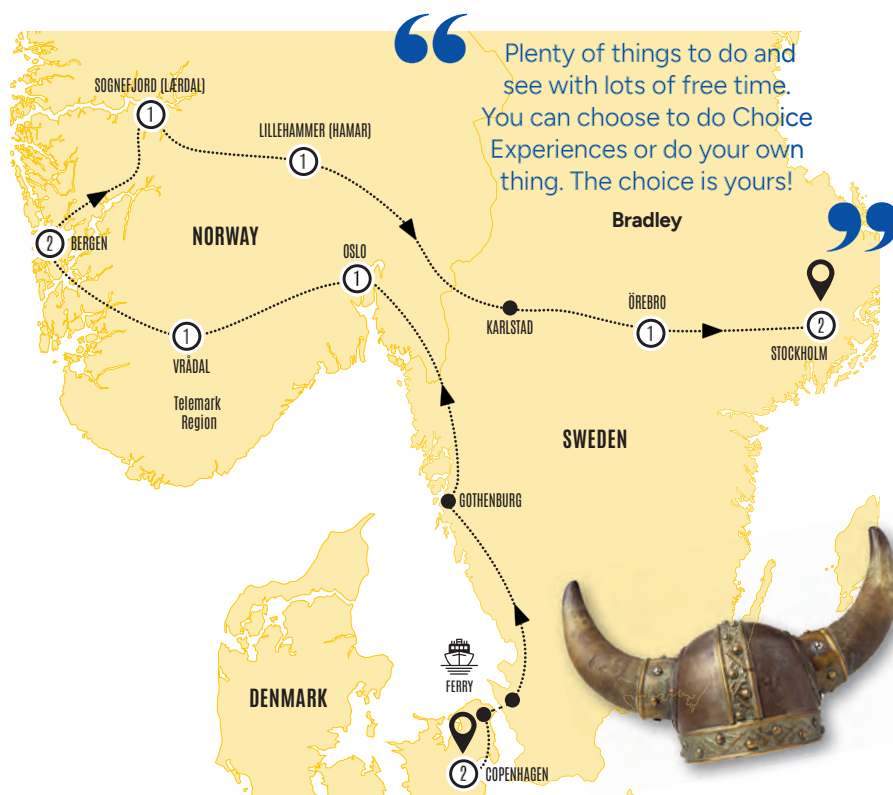 “
Plenty of things to do and
see with lots of free time.
You can choose to do Choice
Experiences or do your own
thing. The choice is yours!
”
Bradley
SOGNEFJORD (LÆRDAL)
1
LILLEHAMMER (HAMAR)
1
NORWAY
2 BERGEN
OSLO
1
1
VRÅDAL
Telemark
Region
KARLSTAD
ÖREBRO
1
2
STOCKHOLM
SWEDEN
GOTHENBURG
DENMARK
FERRY
2 COPENHAGEN